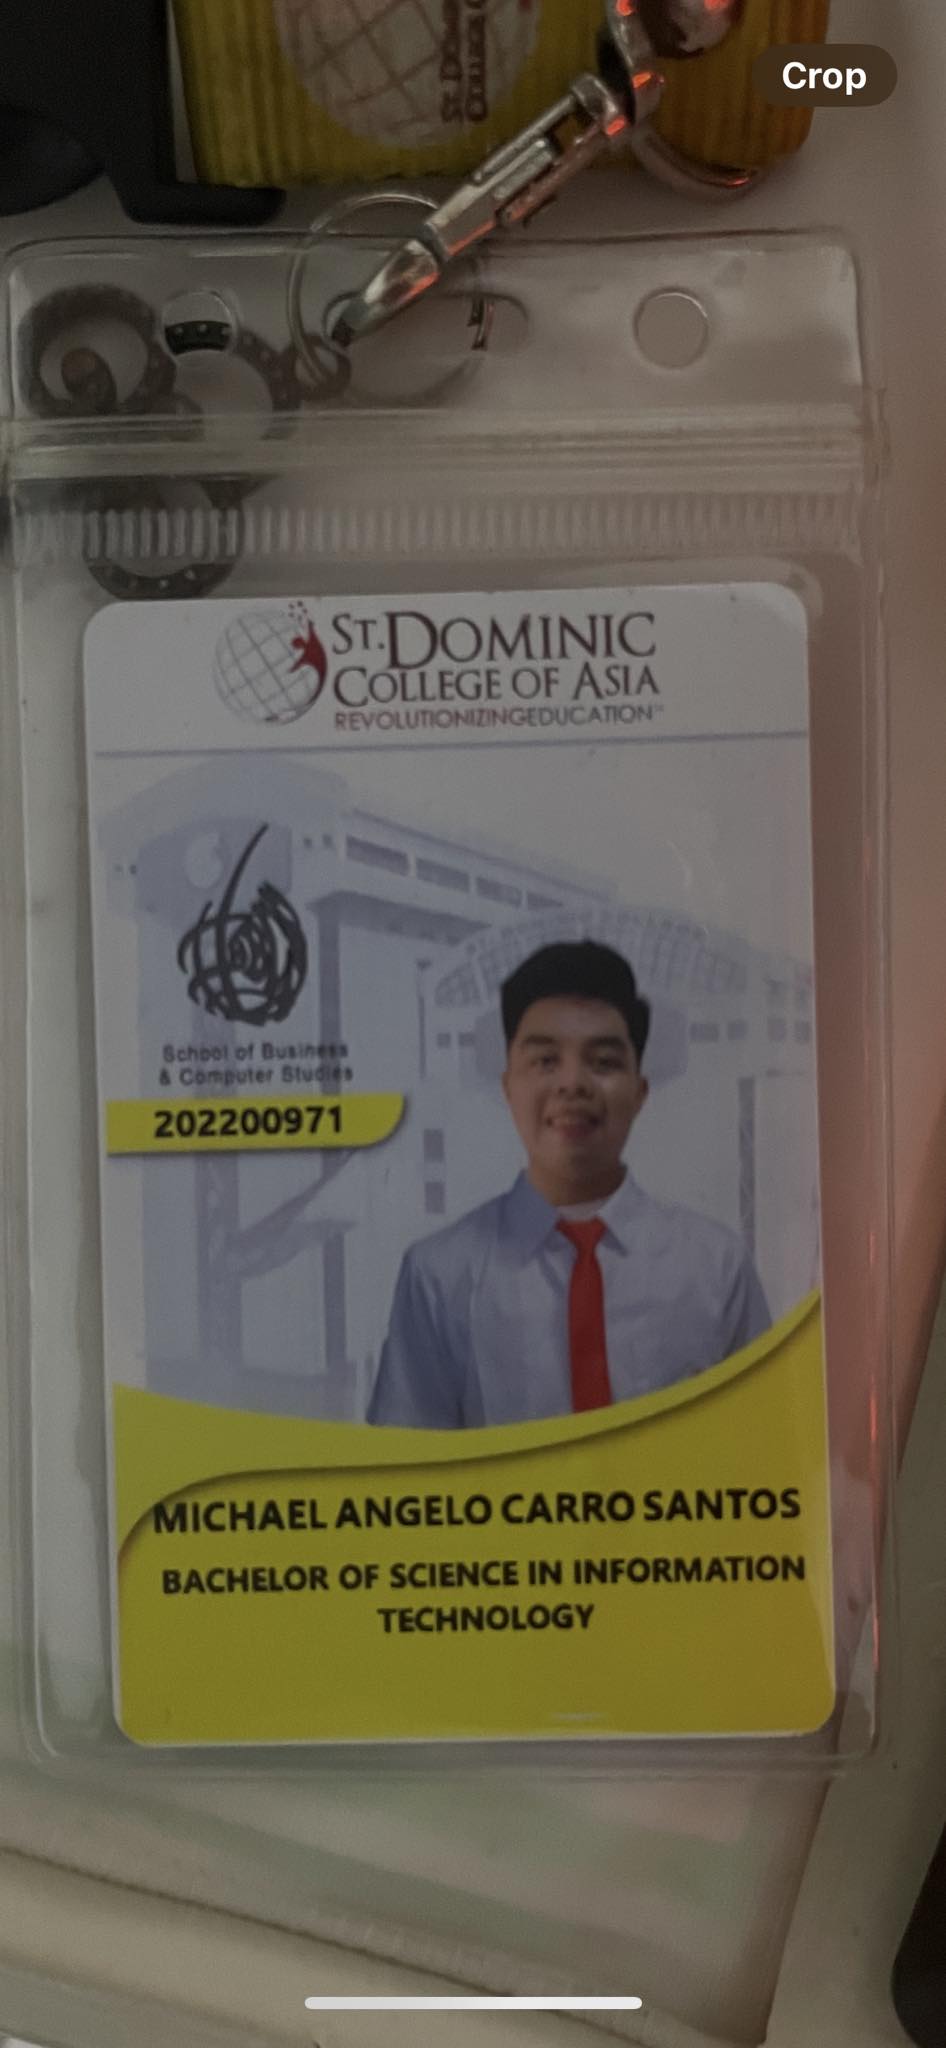 Crop
ST. DOMINIC
COLLEGE OF ASIA
REVOLUTIONIZINGEDUCATION
School of Business
& Computer Studies
202200971
MICHAEL ANGELO CARRO SANTOS
BACHELOR OF SCIENCE IN INFORMATION
TECHNOLOGY